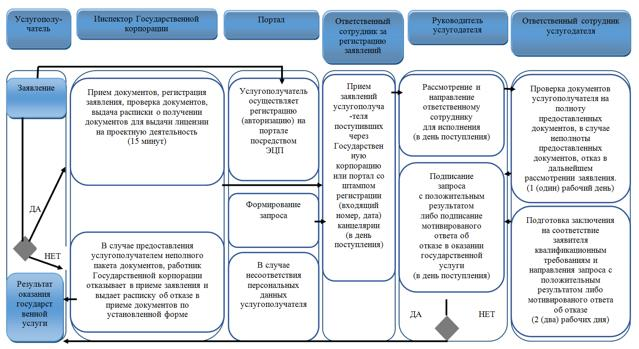 Услугополу-
чатель
Инспектор Государственной
корпорации
Портал
Ответственный
сотрудник за
регистрацию
заявлений
Руководитель
услугодателя
Ответственный сотрудник
услугодателя
Заявление
ДА
НЕТ
Результат
оказания
государст
венной
услуги
Прием документов, регистрация
заявления, проверка документов,
выдача расписки о получении
документов для выдачи лицензии
на проектную деятельность
(15 минут)
В случае предоставления
услугополучателем неполного
пакета документов, работник
Государственной корпорации
отказывает в приеме заявления и
выдает расписку об отказе в
приеме документов по
установленной форме
Услугополучатель
осуществляет
регистрацию
(авторизацию) на
портале
посредством
ЭЦП
Формирование
запроса
В случае
несоответствия
персональных
данных
услугополучателя
Прием
заявлений
услугополуча
-теля
поступивших
через
Государствен
ную
корпорацию
или портал со
штампом
регистрации
(входящий
номер, дата)
канцелярии
(в день
поступления)
Рассмотрение и
направление
ответственному
сотруднику
для исполнения
(в день поступления)
Подписание
запроса
с положительным
результатом
либо подписание
мотивированного
ответа об
отказе в оказании
государственной
услуги
(в день поступления)
ДА
НЕТ
Проверка документов
услугополучателя на
полноту
предоставленных
документов, в случае
неполноты
предоставленных
документов, отказ в
дальнейшем
рассмотрении заявления.
(1 (один) рабочий день)
Подготовка заключения
на соответствие
заявителя
квалификационным
требованиям и
направления запроса с
положительным
результатом либо
мотивированного ответа
об отказе
(2 (два) рабочих дня)